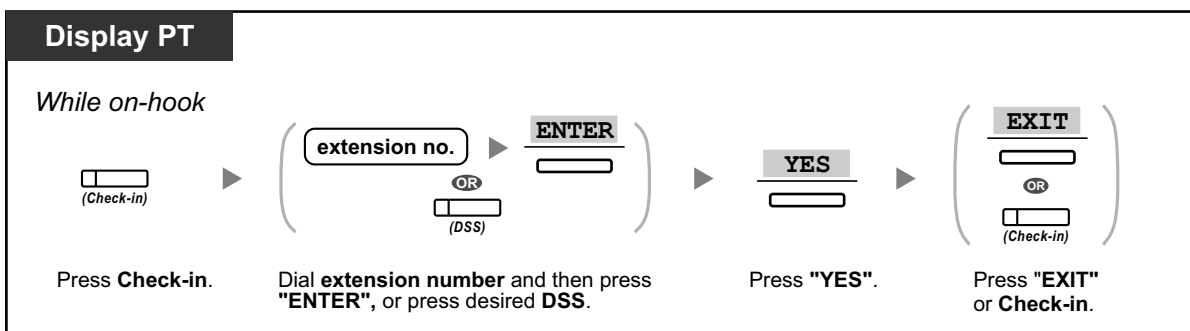 Display PT
While on-hook
(Check-in)
extension no.
ENTER
OR
(DSS)
YES
EXIT
OR
(Check-in)
Press Check-in.
Dial extension number and then press
"ENTER", or press desired DSS.
Press "YES".
Press "EXIT"
or Check-in.